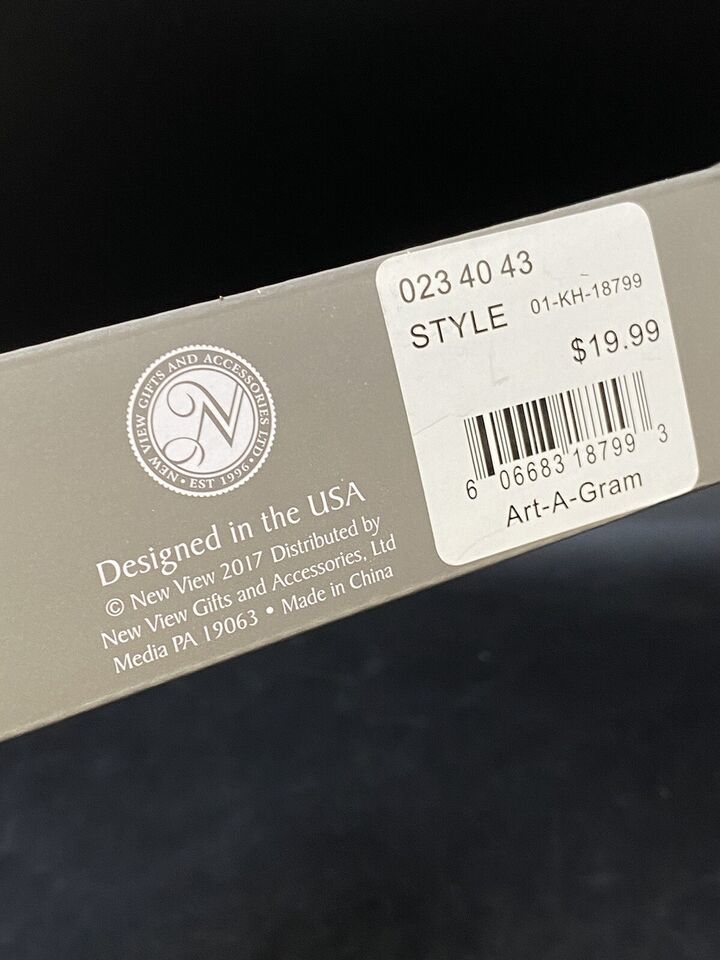 NEW VIEW GIFTS AND ACCESSORIES LTD.
• EST 1996 •
N
Designed in the USA
© New View 2017 Distributed by
New View Gifts and Accessories, Ltd
Media PA 19063 • Made in China
023 40 43
STYLE 01-KH-18799
$19.99
6 06683 18799 3
Art-A-Gram